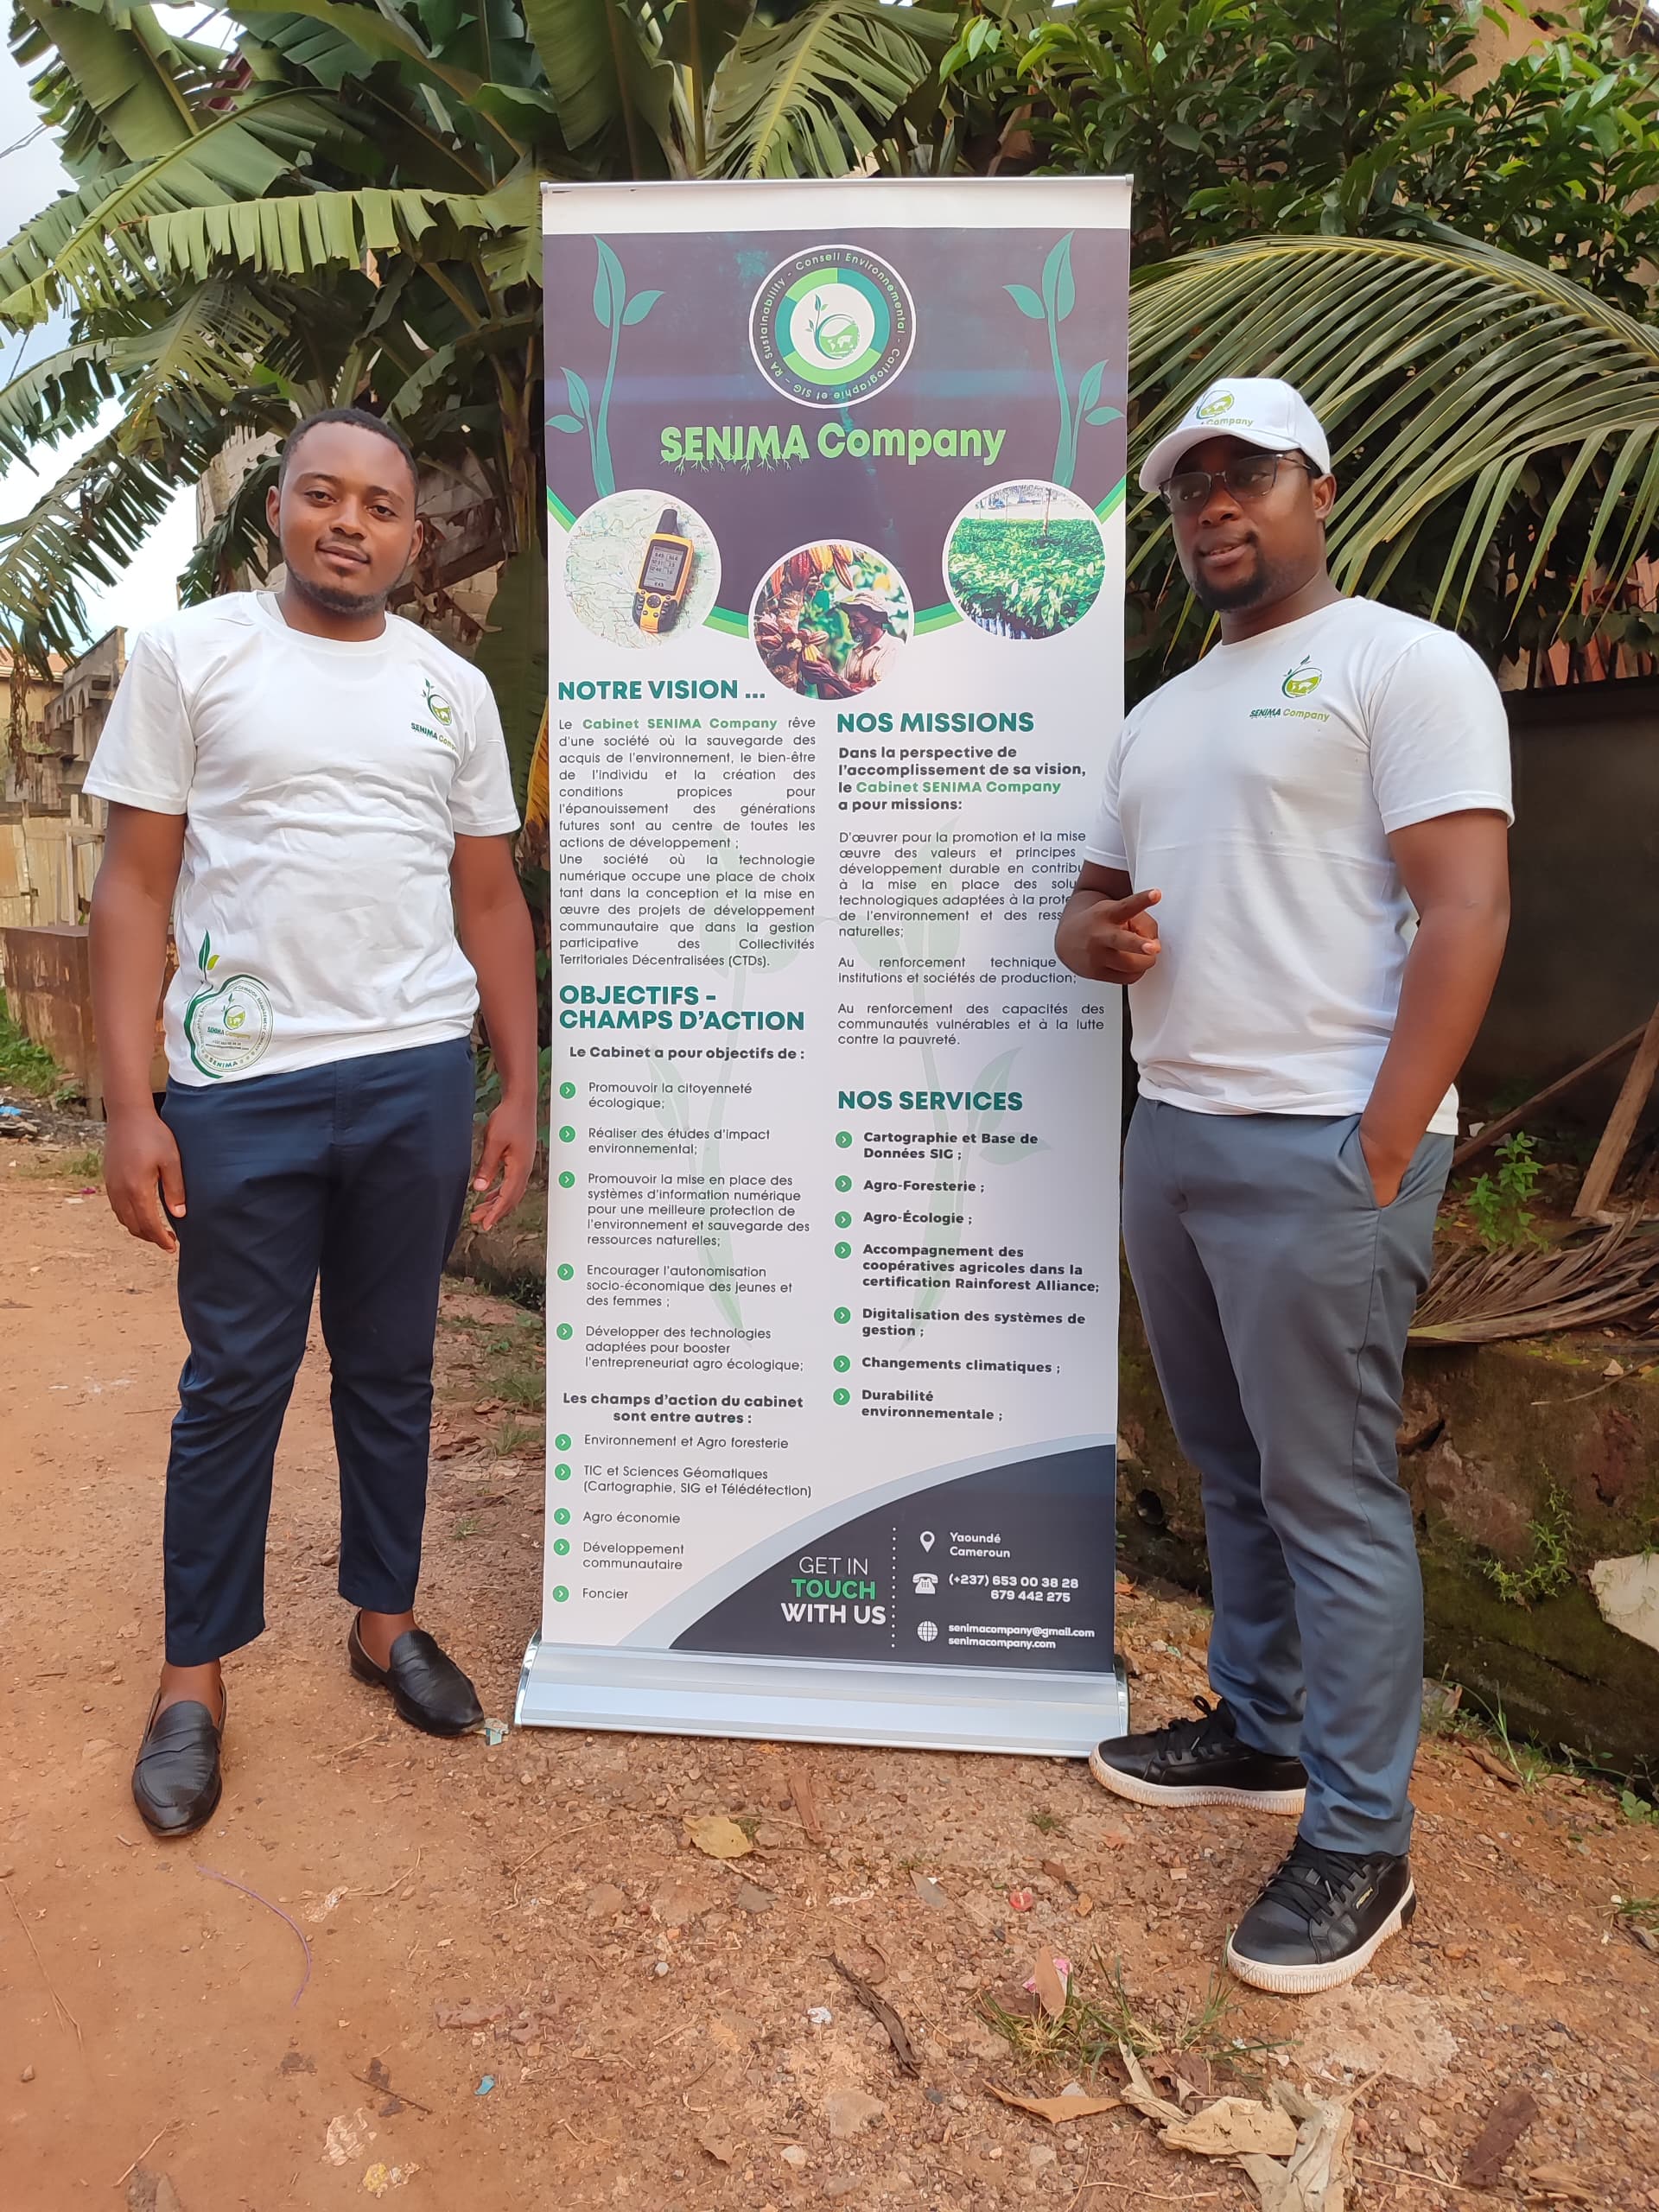 RA Sustainability - Conseil Environnemental - Cartographie et SIG -
SENIMA Company
NOTRE VISION ...
Le Cabinet SENIMA Company rêve
d'une société où la sauvegarde des
acquis de l'environnement, le bien-être
de l'individu et la création des
conditions propices pour
l'épanouissement des générations
futures sont au centre de toutes les
actions de développement ;
Une société où la technologie
numérique occupe une place de choix
tant dans la conception et la mise en
œuvre des projets de développement
communautaire que dans la gestion
participative des Collectivités
Territoriales Décentralisées (CTDs).
OBJECTIFS -
CHAMPS D'ACTION
Le Cabinet a pour objectifs de :
Promouvoir la citoyenneté
écologique;
Réaliser des études d'impact
environnemental;
Promouvoir la mise en place des
systèmes d'information numérique
pour une meilleure protection de
l'environnement et sauvegarde des
ressources naturelles;
Encourager l'autonomisation
socio-économique des jeunes et
des femmes ;
Développer des technologies
adaptées pour booster
l'entrepreneuriat agro écologique;
Les champs d'action du cabinet
sont entre autres :
Environnement et Agro foresterie
TIC et Sciences Géomatiques
(Cartographie, SIG et Télédétection)
Agro économie
Développement
communautaire
Foncier
NOS MISSIONS
Dans la perspective de
l'accomplissement de sa vision,
le Cabinet SENIMA Company
a pour missions:
D'œuvrer pour la promotion et la mise
œuvre des valeurs et principes
développement durable en contribu
à la mise en place des solu
technologiques adaptées à la prote
de l'environnement et des ress
naturelles;
Au renforcement technique
institutions et sociétés de production;
Au renforcement des capacités des
communautés vulnérables et à la lutte
contre la pauvreté.
NOS SERVICES
Cartographie et Base de
Données SIG ;
Agro-Foresterie ;
Agro-Écologie ;
Accompagnement des
coopératives agricoles dans la
certification Rainforest Alliance;
Digitalisation des systèmes de
gestion ;
Changements climatiques ;
Durabilité
environnementale ;
GET IN
TOUCH
WITH US
Yaoundé
Cameroun
(+237) 653 00 38 28
679 442 275
senimacompany@gmail.com
senimacompany.com
SENIMA Comp
SENIMA
Company
SENIMA
Company
SENIMA Company